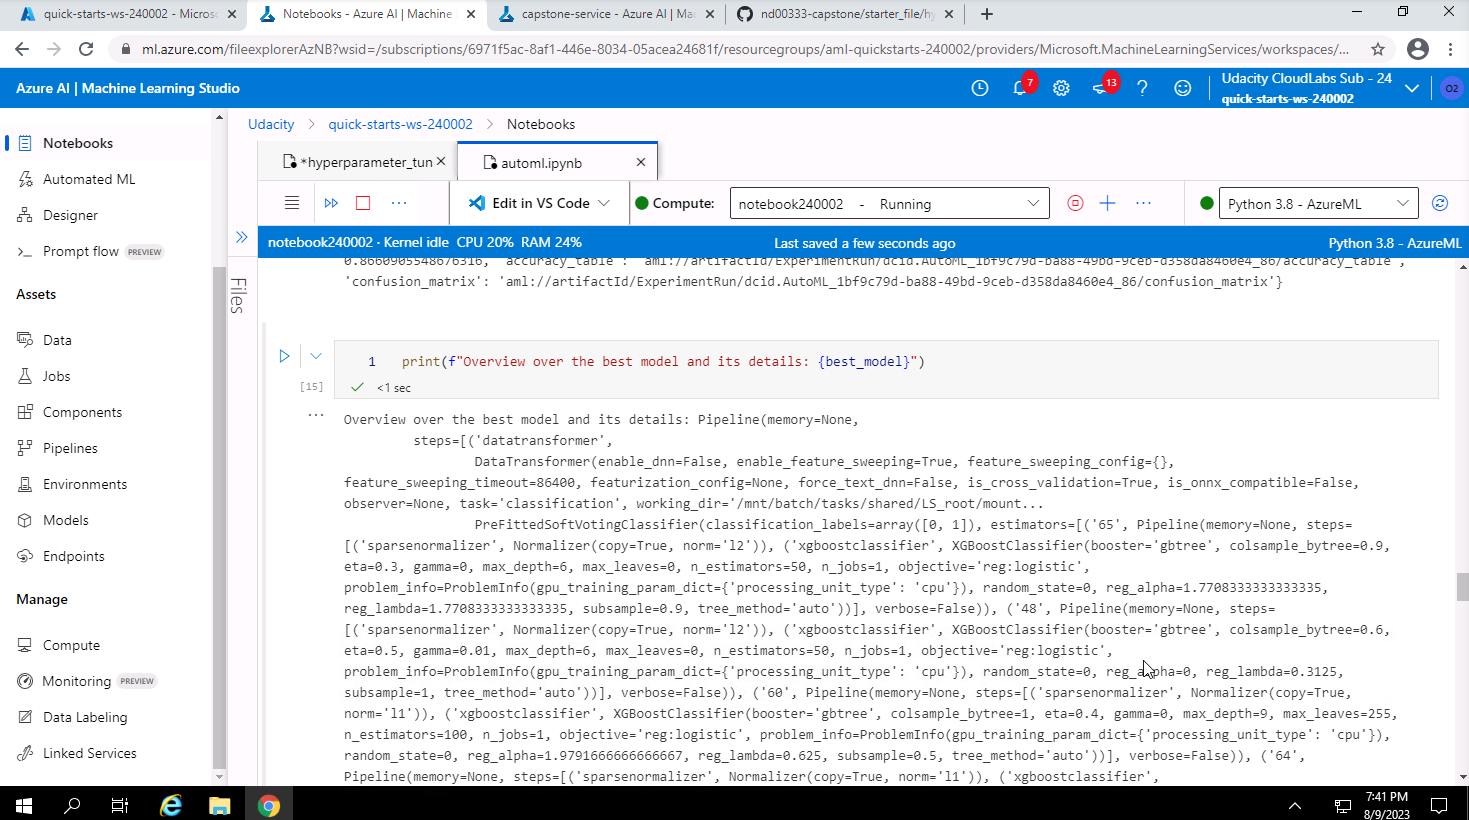 quick-starts-ws-240002 - Micros
Notebooks - Azure AI | Machine
capstone-service - Azure AI | Ma
nd00333-capstone/starter_file/hy
ml.azure.com/fileexplorerAzNB?wsid=/subscriptions/6971f5ac-8af1-446e-8034-05acea24681f/resourcegroups/aml-quickstarts-240002/providers/Microsoft.MachineLearningServices/workspaces/...
Azure AI | Machine Learning Studio
7
13
Udacity CloudLabs Sub - 24
quick-starts-ws-240002
O2
Udacity > quick-starts-ws-240002 > Notebooks
Notebooks
Automated ML
Designer
Prompt flow PREVIEW
Assets
Data
Jobs
Components
Pipelines
Environments
Models
Endpoints
Manage
Compute
Monitoring PREVIEW
Data Labeling
Linked Services
Files
*hyperparameter_tun
automl.ipynb
Edit in VS Code
Compute:
notebook240002 - Running
Python 3.8 - AzureML
notebook240002 · Kernel idle CPU 20% RAM 24%
Last saved a few seconds ago
Python 3.8 - AzureML
0.8660905548676316, 'accuracy_table': 'aml://artifactId/ExperimentRun/dcid.AutoML_1bf9c79d-ba88-49bd-9ceb-d358da8460e4_86/accuracy_table',
'confusion_matrix': 'aml://artifactId/ExperimentRun/dcid.AutoML_1bf9c79d-ba88-49bd-9ceb-d358da8460e4_86/confusion_matrix'}
1 print(f"Overview over the best model and its details: {best_model}")
[15]
<1 sec
Overview over the best model and its details: Pipeline(memory=None,
steps=[('datatransformer',
DataTransformer(enable_dnn=False, enable_feature_sweeping=True, feature_sweeping_config={},
feature_sweeping_timeout=86400, featurization_config=None, force_text_dnn=False, is_cross_validation=True, is_onnx_compatible=False,
observer=None, task='classification', working_dir='/mnt/batch/tasks/shared/LS_root/mount...
PreFittedSoftVotingClassifier(classification_labels=array([0, 1]), estimators=[('65', Pipeline(memory=None, steps=
[('sparsenormalizer', Normalizer(copy=True, norm='l2')), ('xgboostclassifier', XGBoostClassifier(booster='gbtree', colsample_bytree=0.9,
eta=0.3, gamma=0, max_depth=6, max_leaves=0, n_estimators=50, n_jobs=1, objective='reg:logistic',
problem_info=ProblemInfo(gpu_training_param_dict={'processing_unit_type': 'cpu'}), random_state=0, reg_alpha=1.7708333333333335,
reg_lambda=1.7708333333333335, subsample=0.9, tree_method='auto'))], verbose=False)), ('48', Pipeline(memory=None, steps=
[('sparsenormalizer', Normalizer(copy=True, norm='l2')), ('xgboostclassifier', XGBoostClassifier(booster='gbtree', colsample_bytree=0.6,
eta=0.5, gamma=0.01, max_depth=6, max_leaves=0, n_estimators=50, n_jobs=1, objective='reg:logistic',
problem_info=ProblemInfo(gpu_training_param_dict={'processing_unit_type': 'cpu'}), random_state=0, reg_alpha=0, reg_lambda=0.3125,
subsample=1, tree_method='auto'))], verbose=False)), ('60', Pipeline(memory=None, steps=[('sparsenormalizer', Normalizer(copy=True,
norm='l1')), ('xgboostclassifier', XGBoostClassifier(booster='gbtree', colsample_bytree=1, eta=0.4, gamma=0, max_depth=9, max_leaves=255,
n_estimators=100, n_jobs=1, objective='reg:logistic', problem_info=ProblemInfo(gpu_training_param_dict={'processing_unit_type': 'cpu'}),
random_state=0, reg_alpha=1.9791666666666667, reg_lambda=0.625, subsample=0.5, tree_method='auto'))], verbose=False)), ('64',
Pipeline(memory=None, steps=[('sparsenormalizer', Normalizer(copy=True, norm='l1')), ('xgboostclassifier',
7:41 PM
8/9/2023